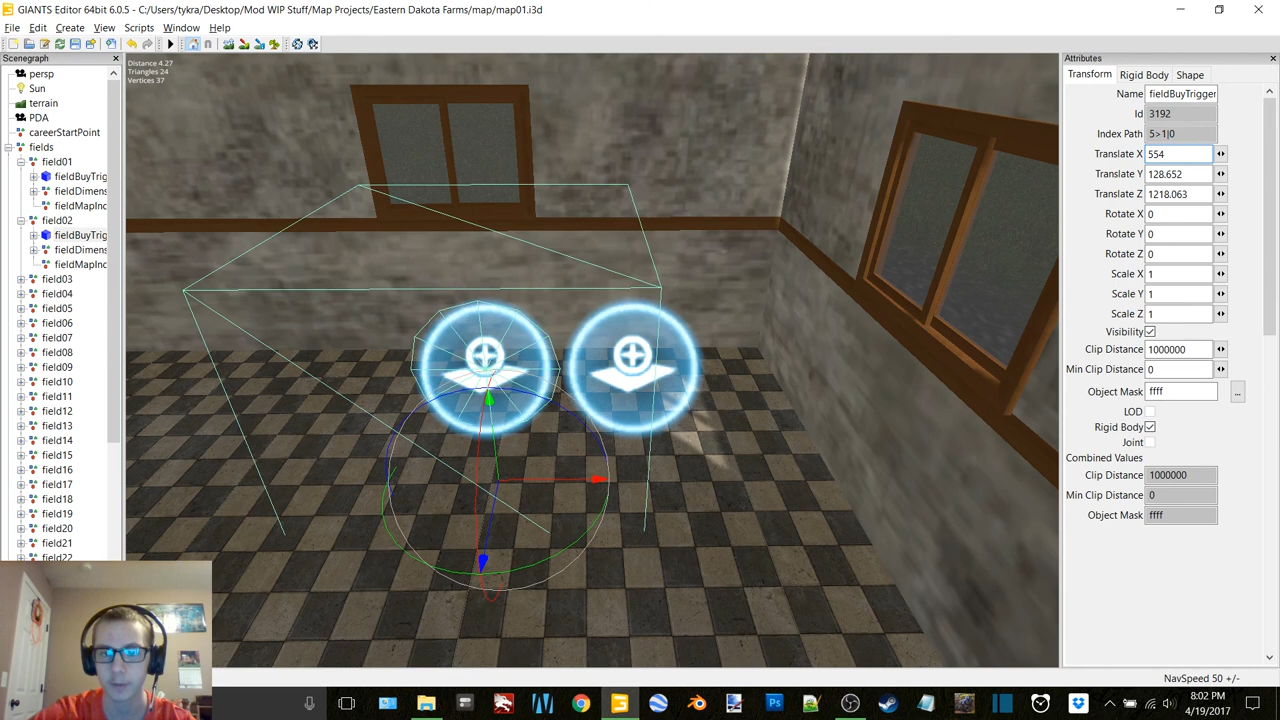 GIANTS Editor 64bit 6.0.5 - C:/Users/tykra/Desktop/Mod WIP Stuff/Map Projects/Eastern Dakota Farms/map/map01.i3d
File Edit Create View Scripts Window Help
Scenegraph
persp
Sun
terrain
PDA
careerStartPoint
fields
field01
fieldBuyTrig
fieldDimens
fieldMapInc
field02
fieldBuyTrig
fieldDimens
fieldMapInc
field03
field04
field05
field06
field07
field08
field09
field10
field11
field12
field13
field14
field15
field16
field17
field18
field19
field20
field21
field22
Distance 4.27
Triangles 24
Vertices 37
Attributes
Transform Rigid Body Shape
Name fieldBuyTrigger
Id 3192
Index Path 5>1|0
Translate X 554
Translate Y 128.652
Translate Z 1218.063
Rotate X 0
Rotate Y 0
Rotate Z 0
Scale X 1
Scale Y 1
Scale Z 1
Visibility
Clip Distance 1000000
Min Clip Distance 0
Object Mask ffff ...
LOD
Rigid Body
Joint
Combined Values
Clip Distance 1000000
Min Clip Distance 0
Object Mask ffff
NavSpeed 50 +/-
8:02 PM
4/19/2017